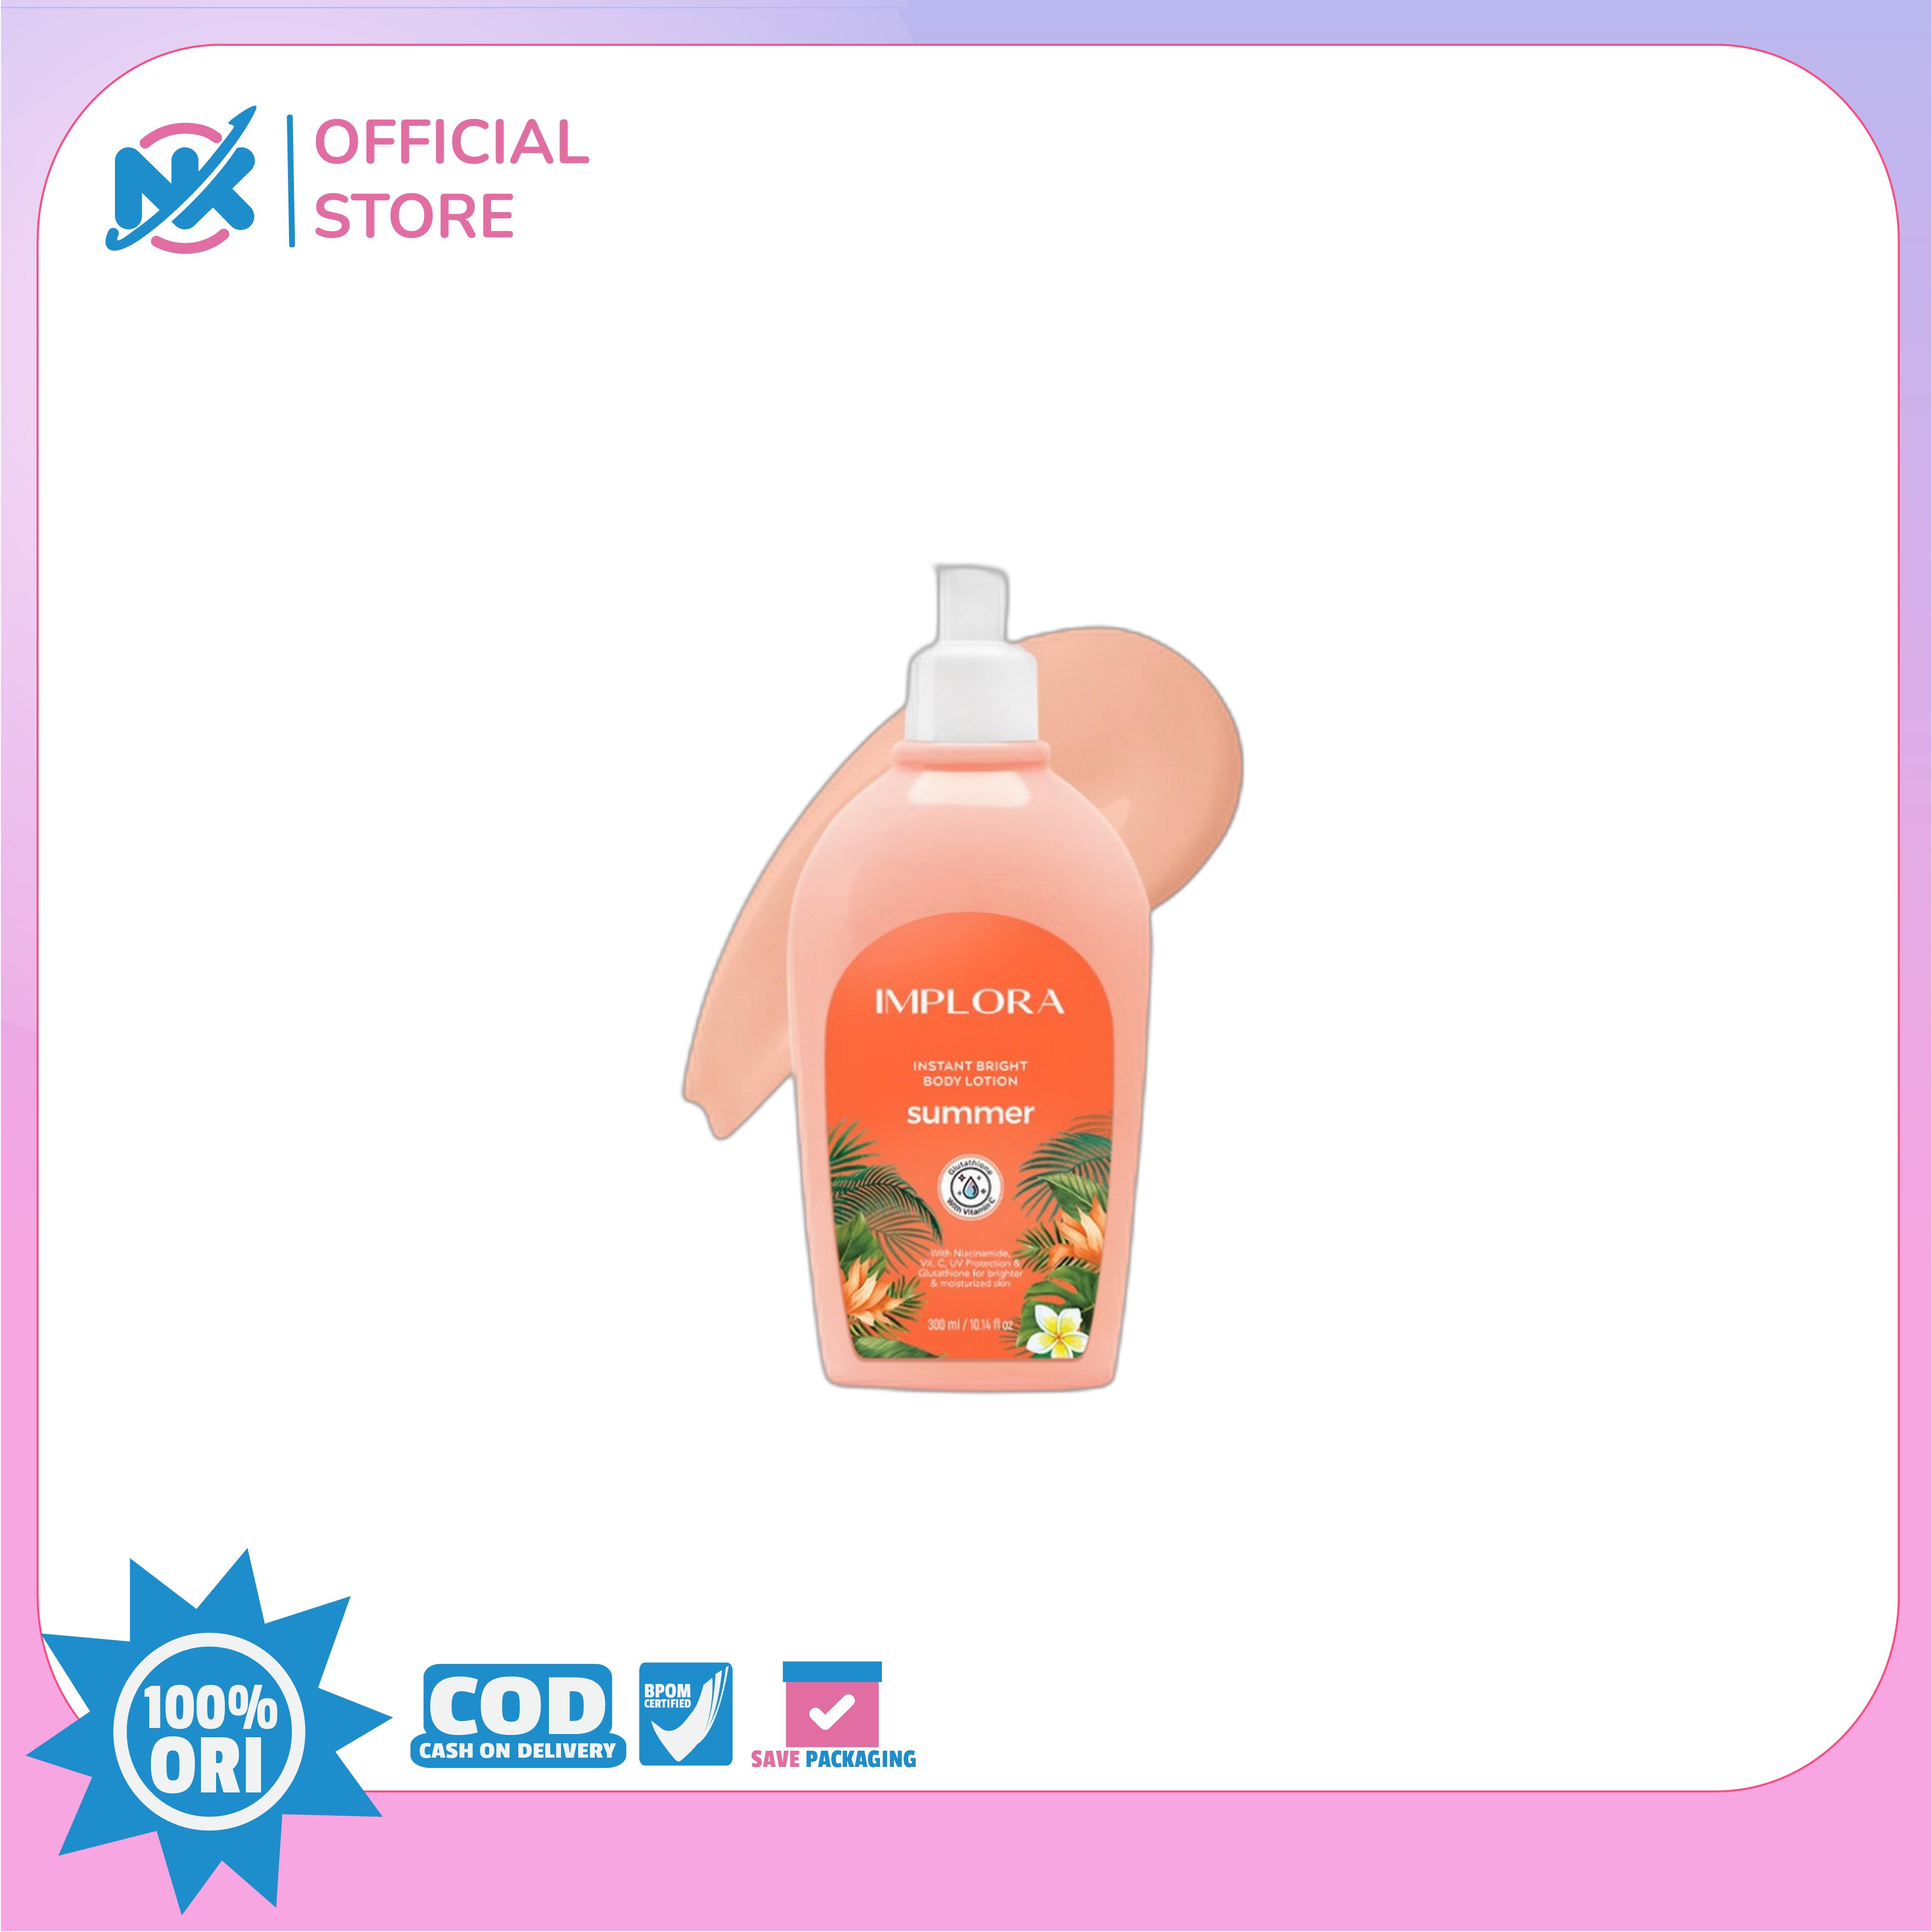 NK
OFFICIAL
STORE
IMPLORA
INSTANT BRIGHT
BODY LOTION
summer
Glutathione
With Vitamin C
With Niacinamide,
Vit. C, UV Protection &
Glutathione for brighter
& moisturized skin
300 ml / 10.14 fl oz
100%
ORI
COD
CASH ON DELIVERY
BPOM
CERTIFIED
SAVE PACKAGING